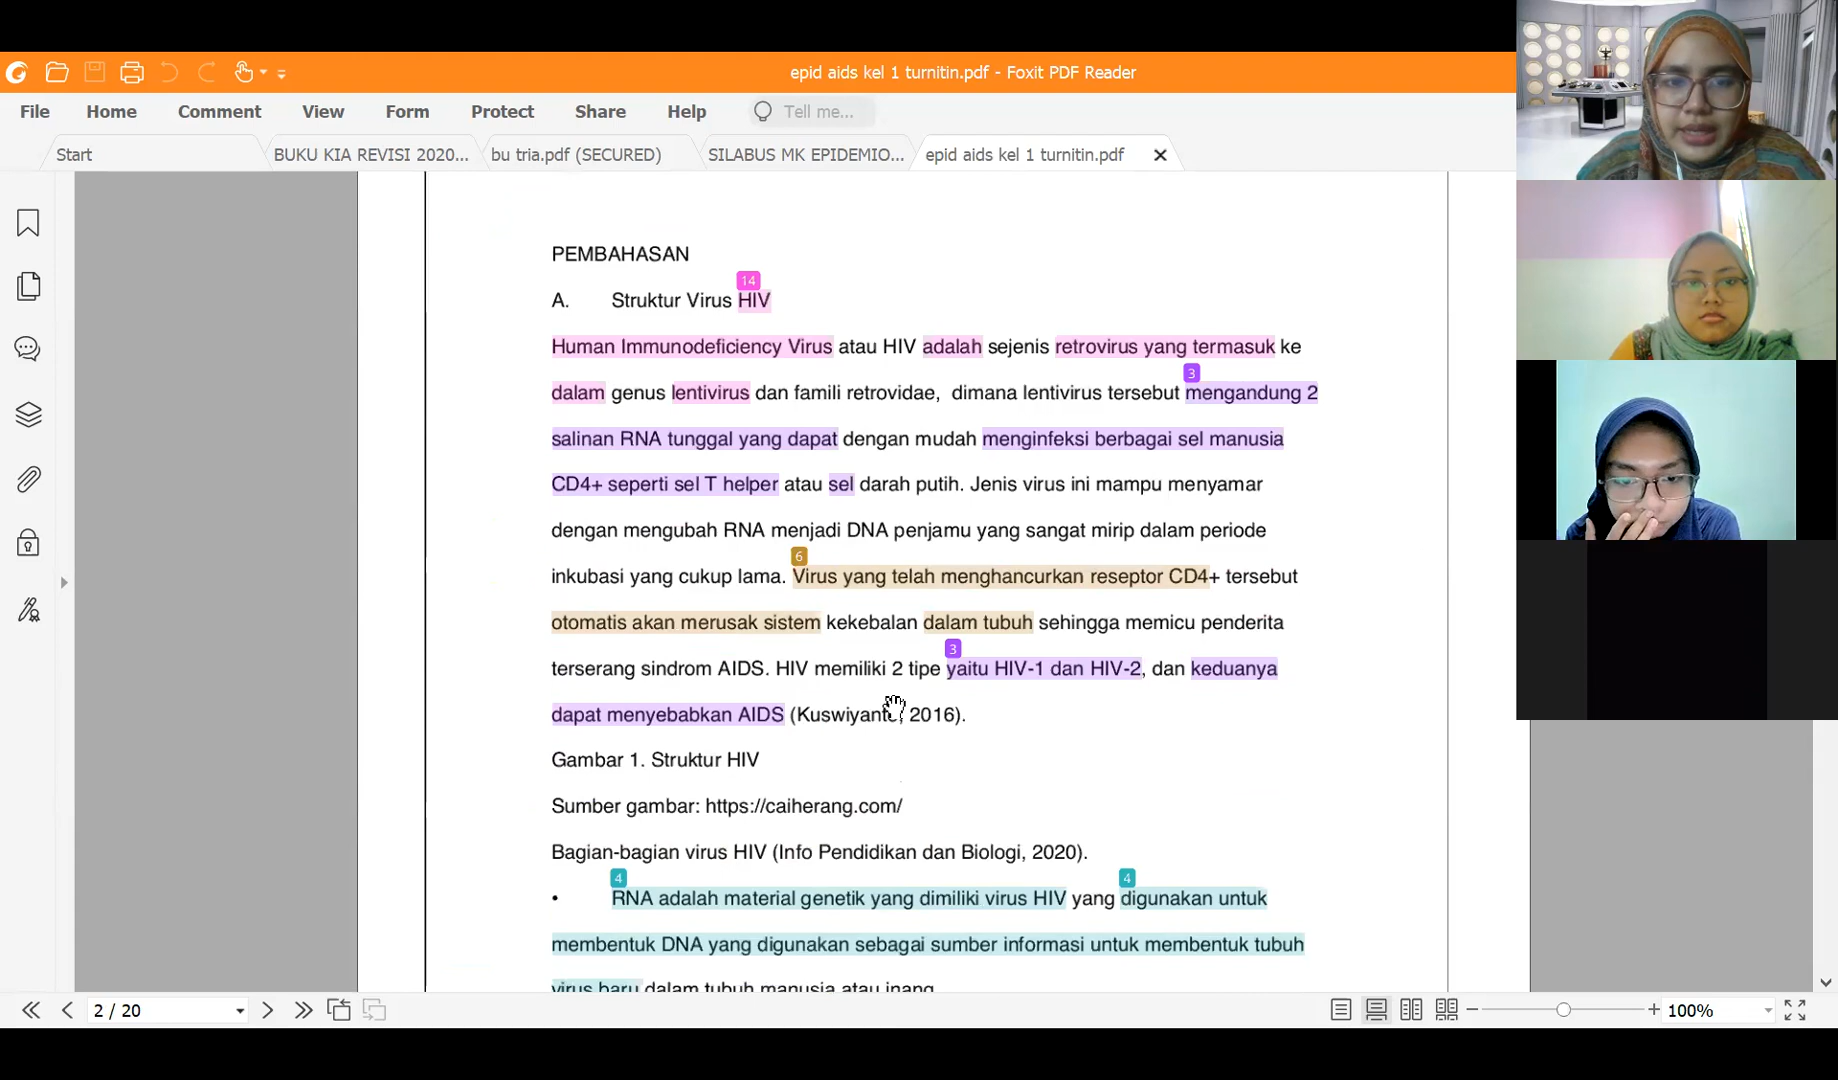 epid aids kel 1 turnitin.pdf - Foxit PDF Reader
File Home Comment View Form Protect Share Help Tell me...
Start BUKU KIA REVISI 2020... bu tria.pdf (SECURED) SILABUS MK EPIDEMIO... epid aids kel 1 turnitin.pdf
PEMBAHASAN
14
A. Struktur Virus HIV
Human Immunodeficiency Virus atau HIV adalah sejenis retrovirus yang termasuk ke
3
dalam genus lentivirus dan famili retrovidae, dimana lentivirus tersebut mengandung 2
salinan RNA tunggal yang dapat dengan mudah menginfeksi berbagai sel manusia
CD4+ seperti sel T helper atau sel darah putih. Jenis virus ini mampu menyamar
dengan mengubah RNA menjadi DNA penjamu yang sangat mirip dalam periode
6
inkubasi yang cukup lama. Virus yang telah menghancurkan reseptor CD4+ tersebut
otomatis akan merusak sistem kekebalan dalam tubuh sehingga memicu penderita
3
terserang sindrom AIDS. HIV memiliki 2 tipe yaitu HIV-1 dan HIV-2, dan keduanya
dapat menyebabkan AIDS 2016).
Gambar 1. Struktur HIV
Sumber gambar: https://caiherang.com/
Bagian-bagian virus HIV (Info Pendidikan dan Biologi, 2020).
4 4
• RNA adalah material genetik yang dimiliki virus HIV yang digunakan untuk
membentuk DNA yang digunakan sebagai sumber informasi untuk membentuk tubuh
virus baru dalam tubuh manusia atau inang
2 / 20 100%